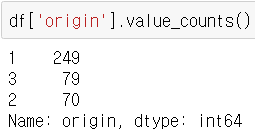 df['origin'].value_counts()
1    249
3     79
2     70
Name: origin, dtype: int64